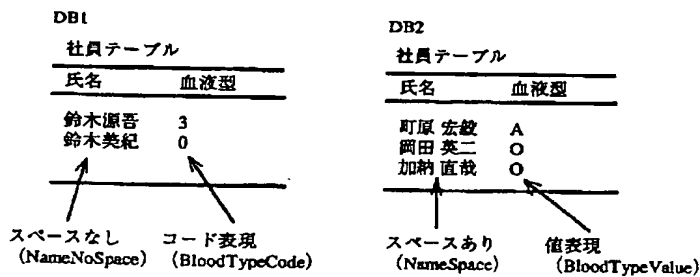 DB1
社員テーブル
氏名 血液型
鈴木源吾 3
鈴木美紀 0
スペースなし
(NameNoSpace)
コード表現
(BloodTypeCode)
DB2
社員テーブル
氏名 血液型
町原 宏毅 A
岡田 英二 O
加納 直哉 O
スペースあり
(NameSpace)
値表現
(BloodTypeValue)